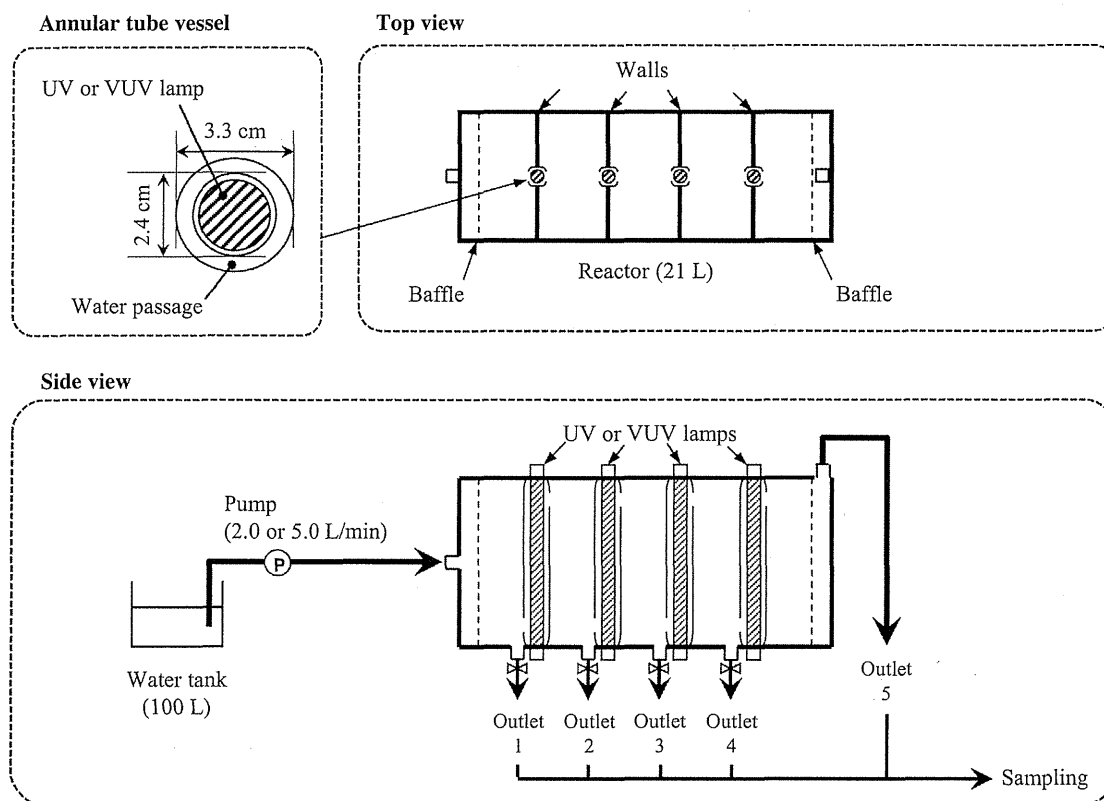 Annular tube vessel
UV or VUV lamp
3.3 cm
2.4 cm
Water passage
Top view
Walls
Reactor (21 L)
Baffle
Baffle
Side view
UV or VUV lamps
Pump
(2.0 or 5.0 L/min)
P
Water tank
(100 L)
Outlet
1
Outlet
2
Outlet
3
Outlet
4
Outlet
5
Sampling